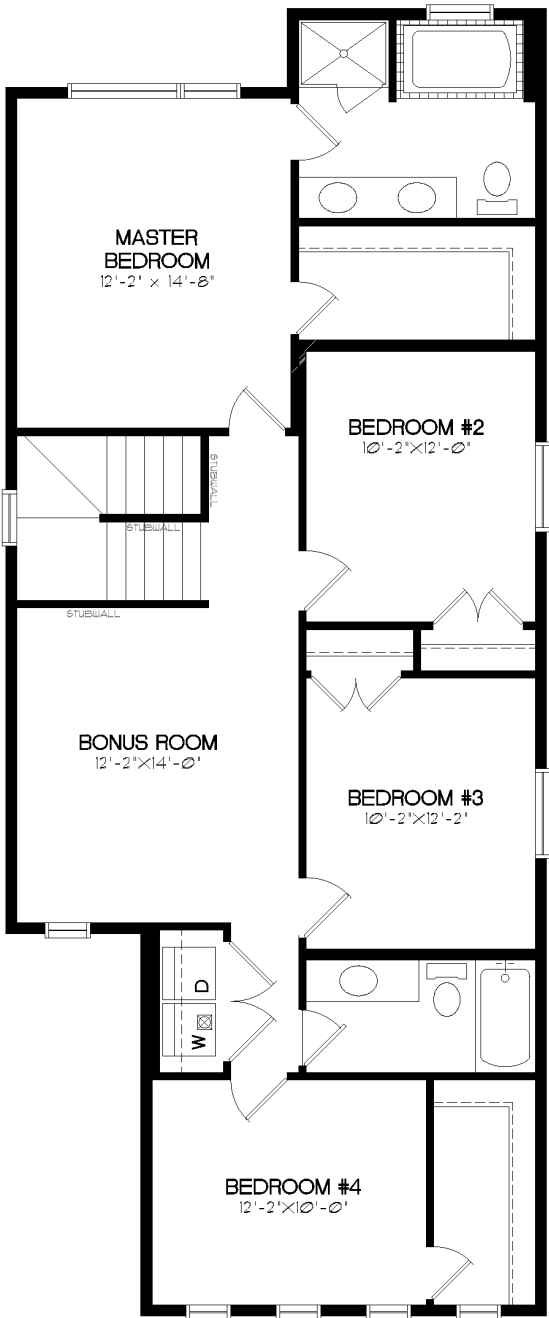 MASTER
BEDROOM
12'-2" x 14'-8"
BEDROOM #2
10'-2"X12'-0"
STUBWALL
STUBWALL
STUBWALL
BONUS ROOM
12'-2"X14'-0"
BEDROOM #3
10'-2"X12'-2"
D
W
BEDROOM #4
12'-2"X10'-0"